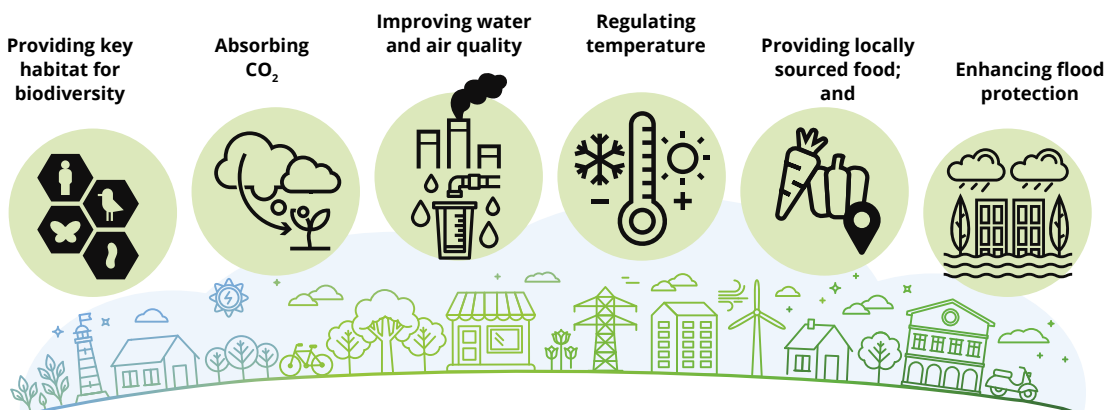 Providing key
habitat for
biodiversity
Absorbing
CO₂
Improving water
and air quality
Regulating
temperature
Providing locally
sourced food;
and
Enhancing flood
protection